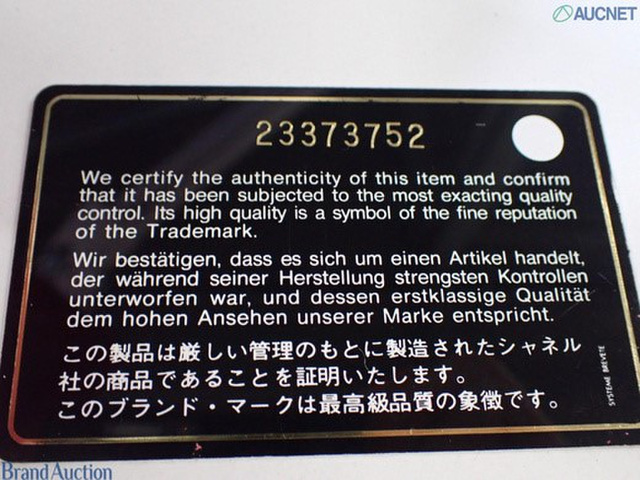 AUCNET
23373752
We certify the authenticity of this item and confirm
that it has been subjected to the most exacting quality
control. Its high quality is a symbol of the fine reputation
of the Trademark.
Wir bestätigen, dass es sich um einen Artikel handelt,
der während seiner Herstellung strengsten Kontrollen
unterworfen war, und dessen erstklassige Qualität
dem hohen Ansehen unserer Marke entspricht.
この製品は厳しい管理のもとに製造されたシャネル
社の商品であることを証明いたします。
このブランド・マークは最高級品質の象徴です。
SYSTEME BREVETE
Brand Auction